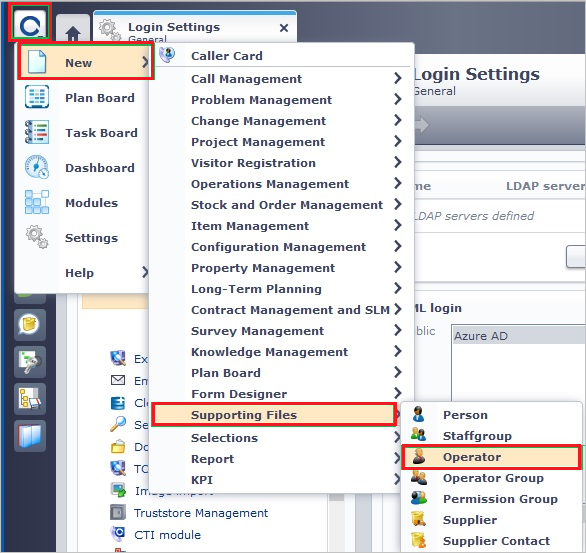 Login Settings
General
New
Plan Board
Task Board
Dashboard
Modules
Settings
Help
Caller Card
Call Management
Problem Management
Change Management
Project Management
Visitor Registration
Operations Management
Stock and Order Management
Item Management
Configuration Management
Property Management
Long-Term Planning
Contract Management and SLM
Survey Management
Knowledge Management
Plan Board
Form Designer
Supporting Files
Selections
Report
KPI
Person
Staffgroup
Operator
Operator Group
Permission Group
Supplier
Supplier Contact
Login Settings
General
me
LDAP server
LDAP servers defined
ML login
blic
Azure AD
Ex
Em
Clo
Se
Do
TO
Image import
Truststore Management
CTI module